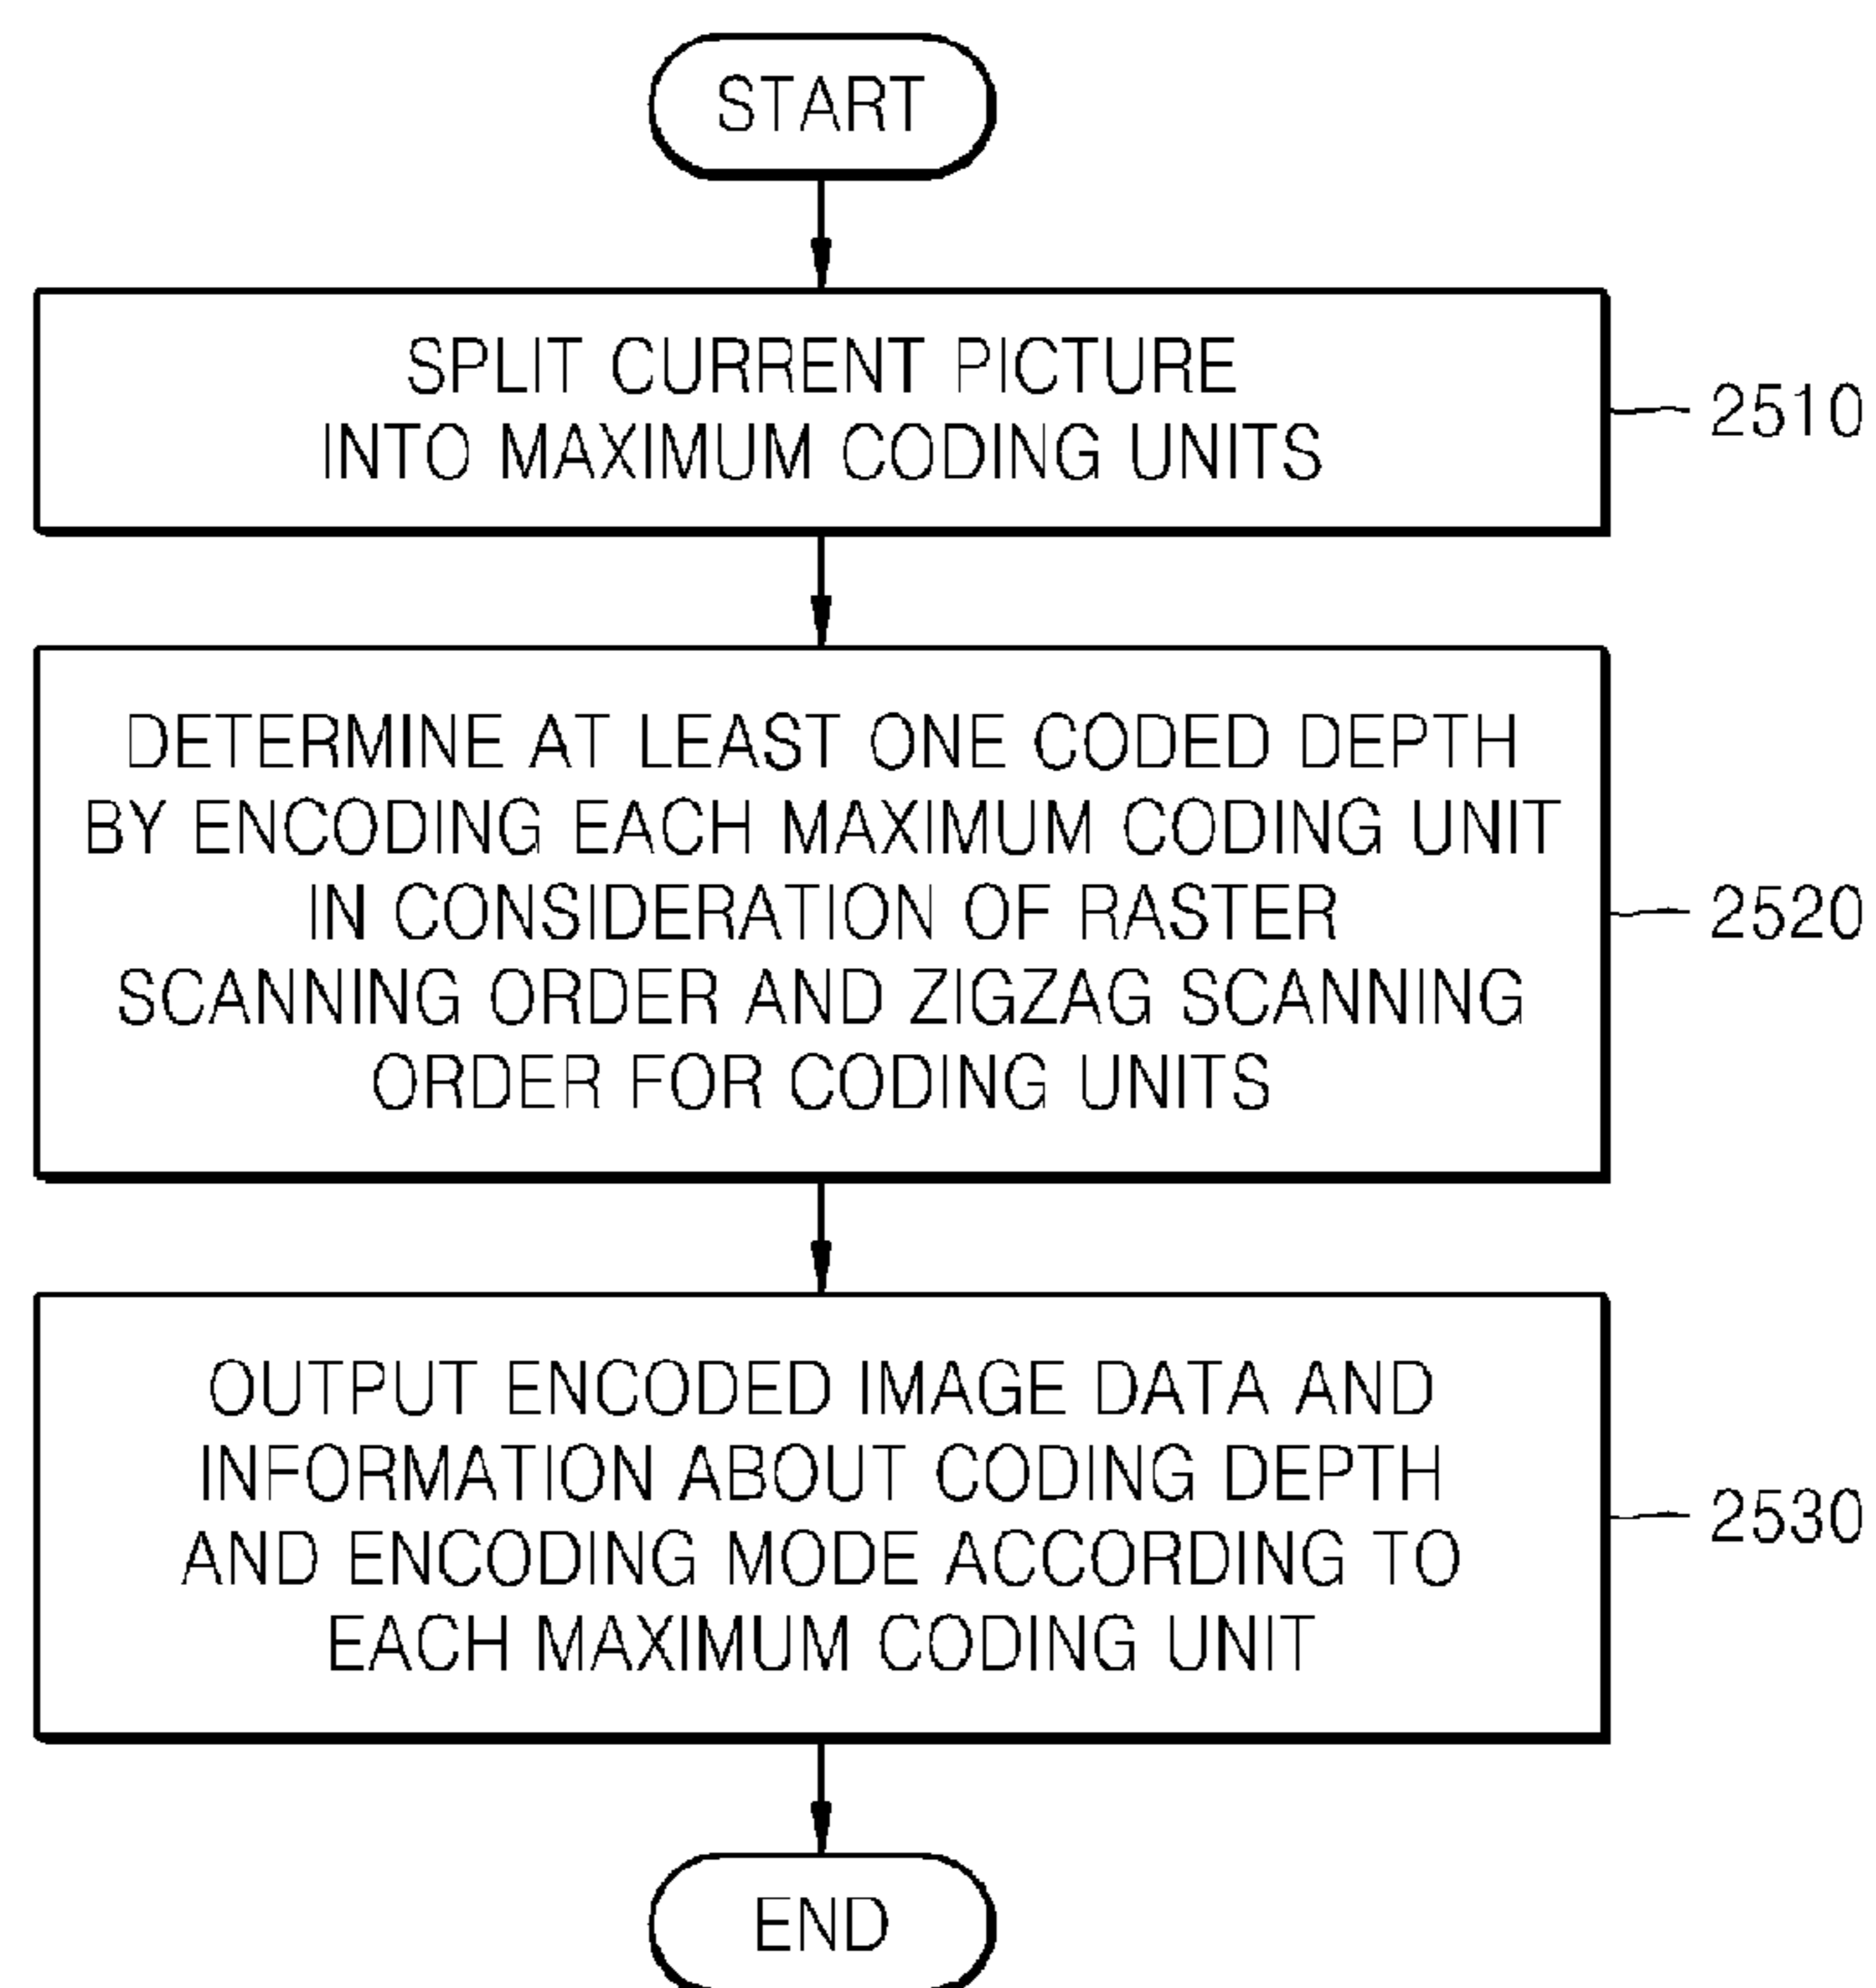 START
SPLIT CURRENT PICTURE
INTO MAXIMUM CODING UNITS
2510
DETERMINE AT LEAST ONE CODED DEPTH
BY ENCODING EACH MAXIMUM CODING UNIT
IN CONSIDERATION OF RASTER
SCANNING ORDER AND ZIGZAG SCANNING
ORDER FOR CODING UNITS
2520
OUTPUT ENCODED IMAGE DATA AND
INFORMATION ABOUT CODING DEPTH
AND ENCODING MODE ACCORDING TO
EACH MAXIMUM CODING UNIT
2530
END